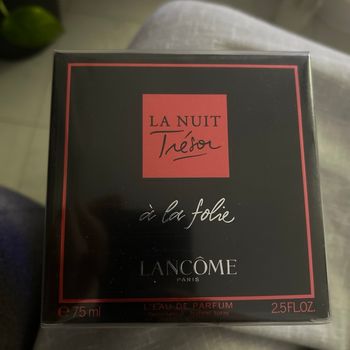 LA NUIT
Trésor
à la folie
LANCÔME
PARIS
L'EAU DE PARFUM
e 75 ml 2.5 FL.OZ.